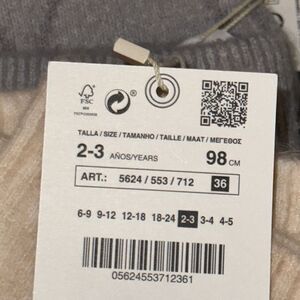 FSC
TALLA / SIZE / TAMANHO / TAILLE / MAAT / ΜΕΓΕΘΟΣ
2-3 AÑOS/YEARS 98 CM
ART.: 5624 / 553 / 712 36
6-9 9-12 12-18 18-24 2-3 3-4 4-5
05624553712361